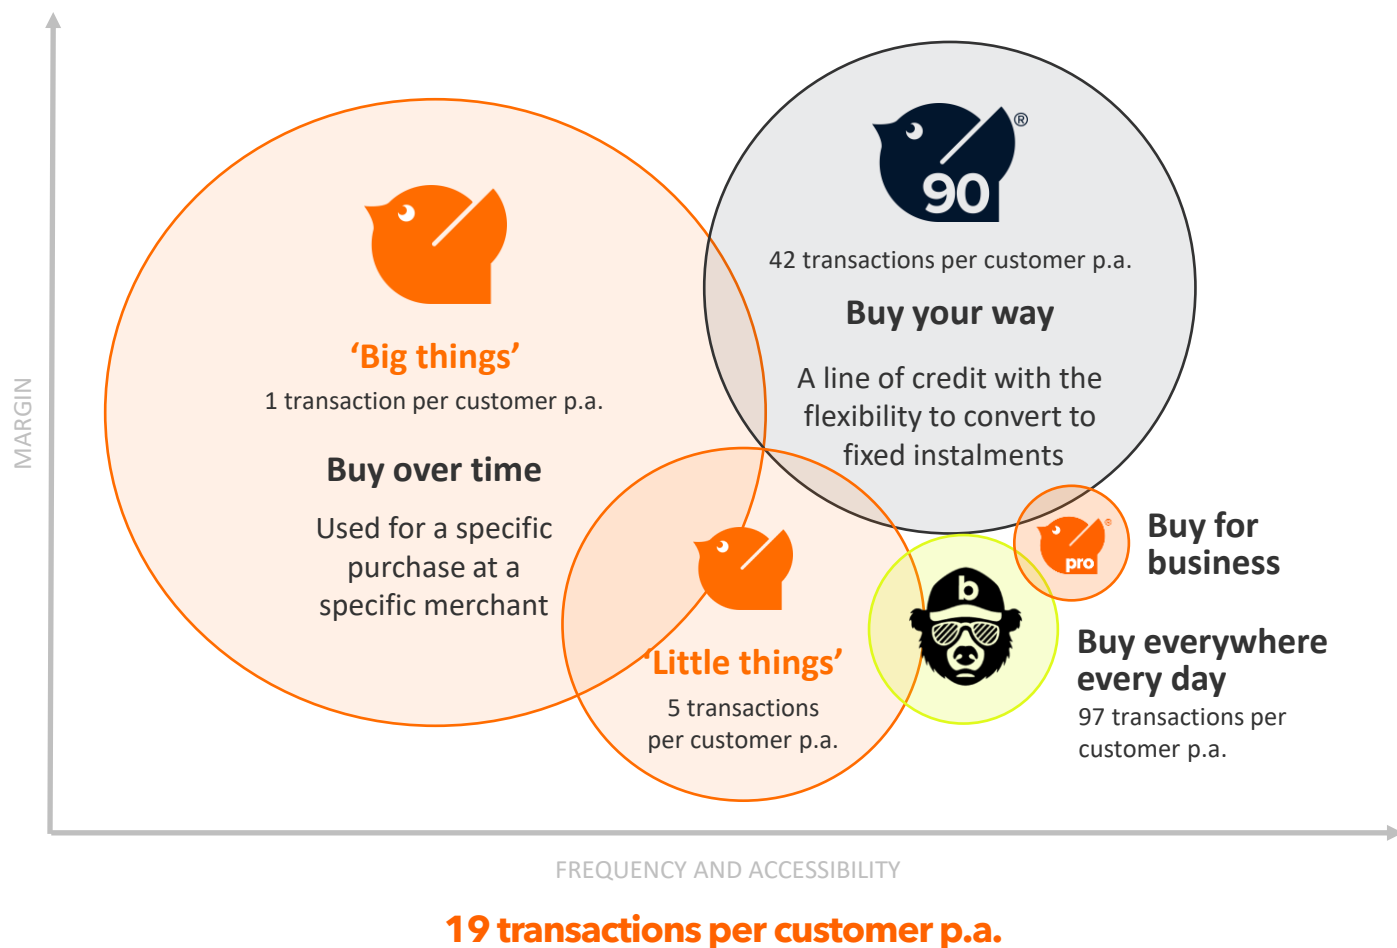 MARGIN
‘Big things’
1 transaction per customer p.a.
Buy over time
Used for a specific
purchase at a
specific merchant
90
®
42 transactions per customer p.a.
Buy your way
A line of credit with the
flexibility to convert to
fixed instalments
‘Little things’
5 transactions
per customer p.a.
b
pro
®
Buy for
business
Buy everywhere
every day
97 transactions per
customer p.a.
FREQUENCY AND ACCESSIBILITY
19 transactions per customer p.a.